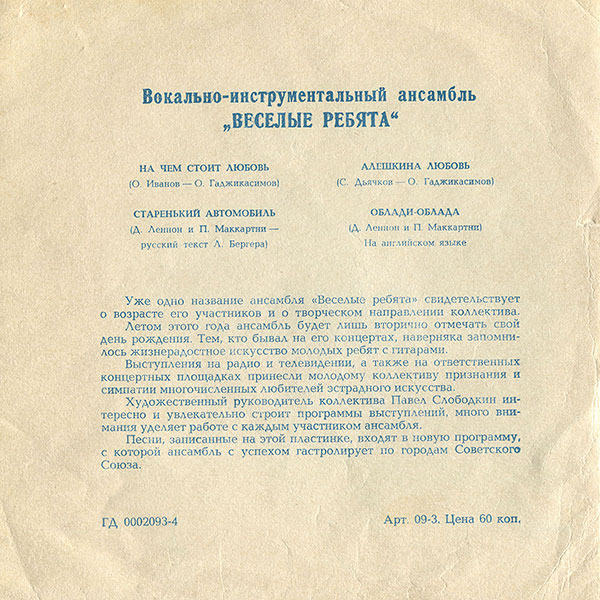 Вокально-инструментальный ансамбль
„ВЕСЕЛЫЕ РЕБЯТА“
НА ЧЕМ СТОИТ ЛЮБОВЬ
(О. Иванов — О. Гаджикасимов)
АЛЕШКИНА ЛЮБОВЬ
(С. Дьячков — О. Гаджикасимов)
СТАРЕНЬКИЙ АВТОМОБИЛЬ
(Д. Леннон и П. Маккартни —
русский текст Л. Бергера)
ОБЛАДИ-ОБЛАДА
(Д. Леннон и П. Маккартни)
На английском языке
Уже одно название ансамбля «Веселые ребята» свидетельствует
о возрасте его участников и о творческом направлении коллектива.
Летом этого года ансамбль будет лишь вторично отмечать свой
день рождения. Тем, кто бывал на его концертах, наверняка запомни-
лось жизнерадостное искусство молодых ребят с гитарами.
Выступления на радио и телевидении, а также на ответственных
концертных площадках принесли молодому коллективу признания и
симпатии многочисленных любителей эстрадного искусства.
Художественный руководитель коллектива Павел Слободкин ин-
тересно и увлекательно строит программы выступлений, много вни-
мания уделяет работе с каждым участником ансамбля.
Песни, записанные на этой пластинке, входят в новую программу,
с которой ансамбль с успехом гастролирует по городам Советского
Союза.
ГД 0002093-4
Арт. 09-3. Цена 60 коп.